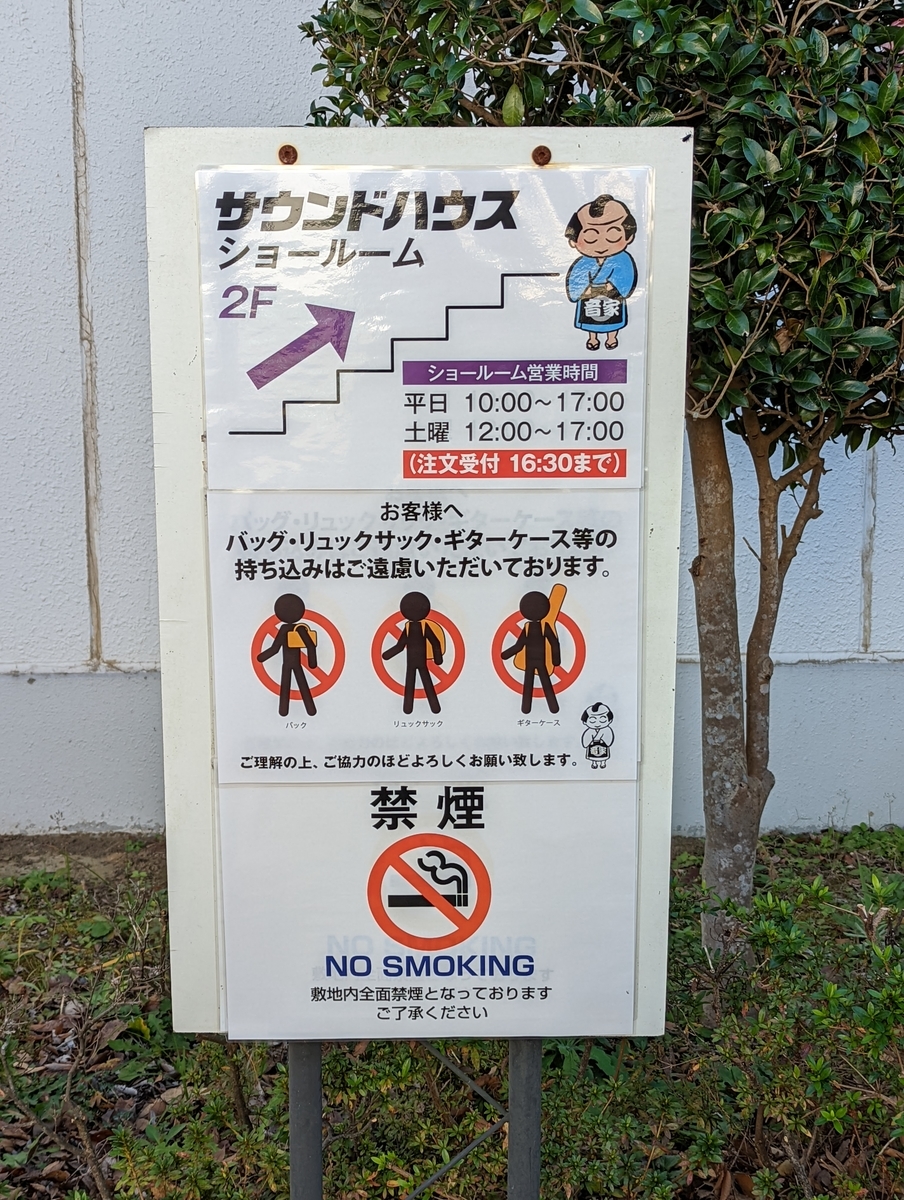 サウンドハウス
ショールーム
2F
音家
ショールーム営業時間
平日 10:00～17:00
土曜 12:00～17:00
(注文受付 16:30まで)
お客様へ
バッグ・リュックサック・ギターケース等の
持ち込みはご遠慮いただいております。
バック
リュックサック
ギターケース
ご理解の上、ご協力のほどよろしくお願い致します。
禁煙
NO SMOKING
敷地内全面禁煙となっております
ご了承ください